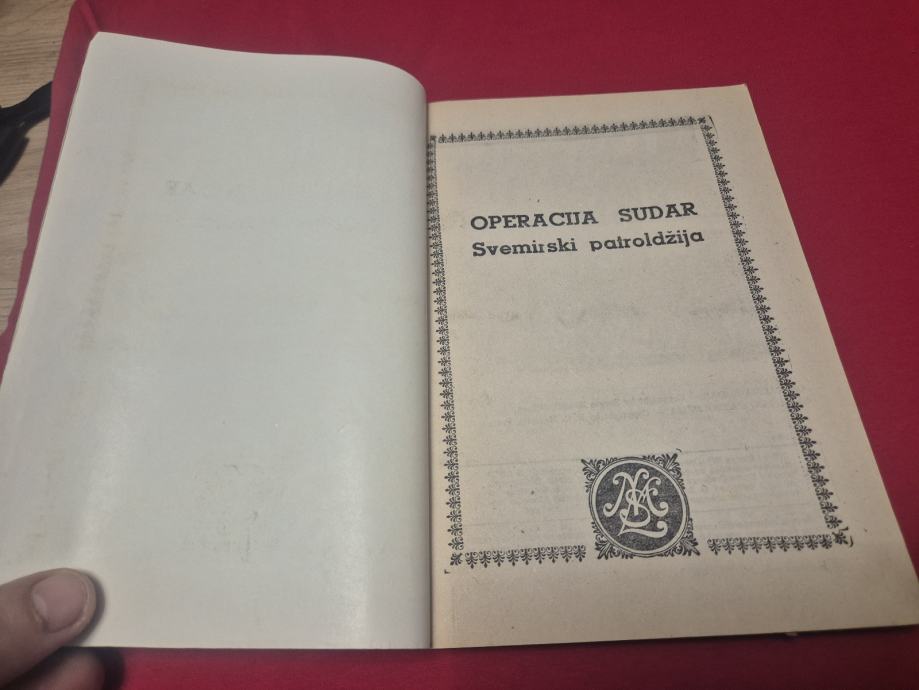 OPERACIJA SUDAR
Svemirski patroldžija